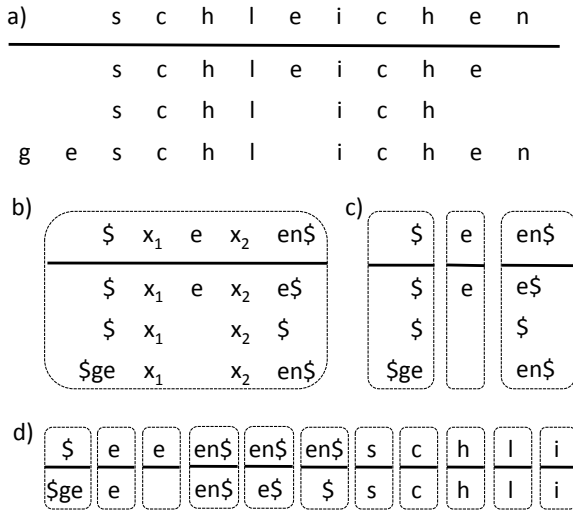 a) s c h l e i c h e n
s c h l e i c h e
s c h l i c h
g e s c h l i c h e n
b) $ x₁ e x₂ en$
$ x₁ e x₂ e$
$ x₁ x₂ $
$ge x₁ x₂ en$
c) $ e en$
$ e e$
$ $
$ge en$
d) $ e e en$ en$ en$ s c h l i
$ge e en$ e$ $ s c h l i